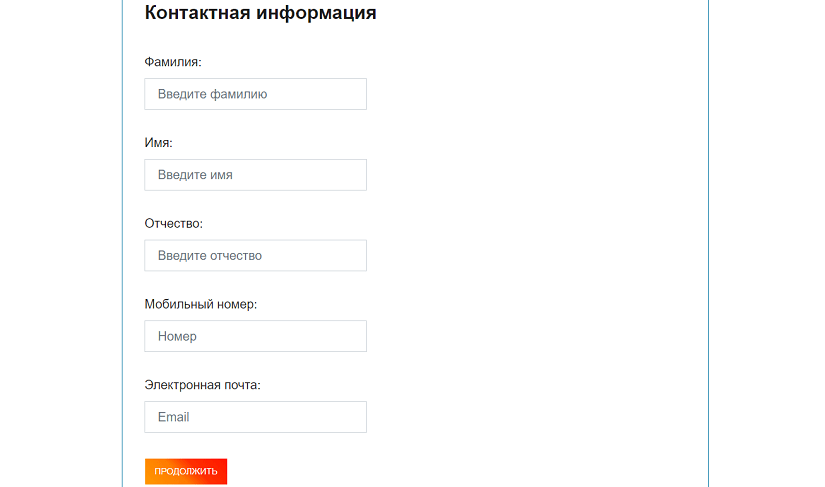 Контактная информация
Фамилия:
Введите фамилию
Имя:
Введите имя
Отчество:
Введите отчество
Мобильный номер:
Номер
Электронная почта:
Email
ПРОДОЛЖИТЬ